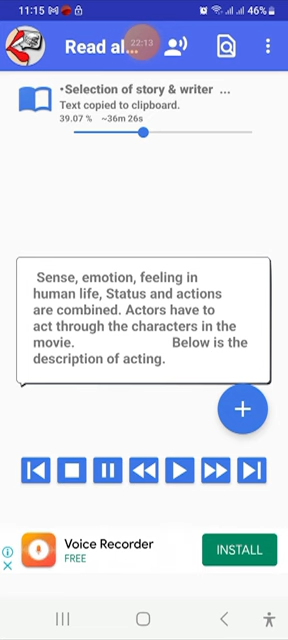 11:15
46%
Read al...
22:13
•Selection of story & writer ...
Text copied to clipboard.
39.07 % ~36m 26s
Sense, emotion, feeling in
human life, Status and actions
are combined. Actors have to
act through the characters in the
movie. Below is the
description of acting.
+
Voice Recorder
FREE
INSTALL